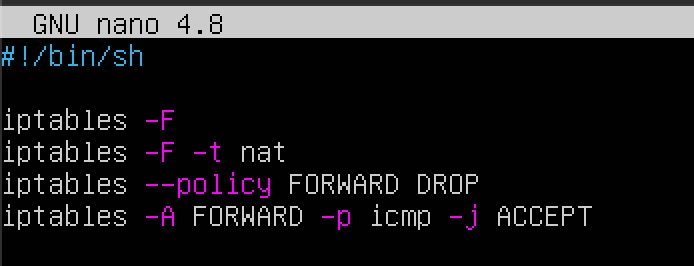 GNU nano 4.8
#!/bin/sh
iptables -F
iptables -F -t nat
iptables --policy FORWARD DROP
iptables -A FORWARD -p icmp -j ACCEPT